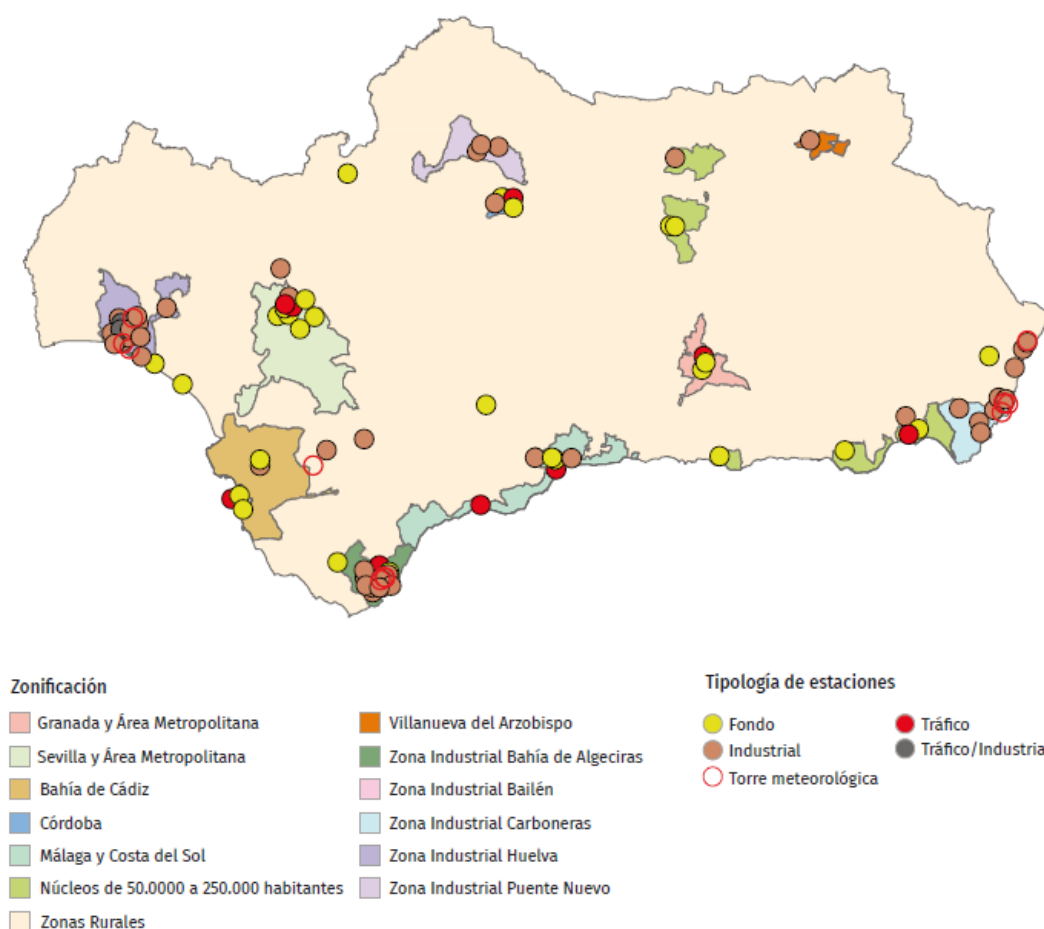 Zonificación
Granada y Área Metropolitana
Sevilla y Área Metropolitana
Bahía de Cádiz
Córdoba
Málaga y Costa del Sol
Núcleos de 50.0000 a 250.000 habitantes
Zonas Rurales
Villanueva del Arzobispo
Zona Industrial Bahía de Algeciras
Zona Industrial Bailén
Zona Industrial Carboneras
Zona Industrial Huelva
Zona Industrial Puente Nuevo
Tipología de estaciones
Fondo
Industrial
Torre meteorológica
Tráfico
Tráfico/Industria